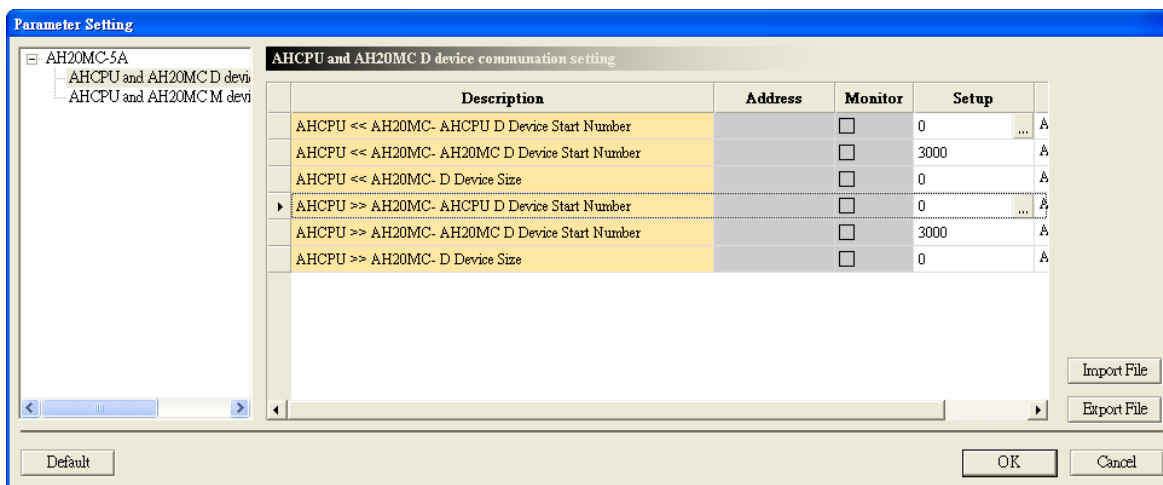 Parameter Setting
AH20MC-5A
AHCPU and AH20MC D devi
AHCPU and AH20MC M devi
AHCPU and AH20MC D device communation setting
Description Address Monitor Setup
AHCPU << AH20MC- AHCPU D Device Start Number 0 ... A
AHCPU << AH20MC- AH20MC D Device Start Number 3000 A
AHCPU << AH20MC- D Device Size 0 A
AHCPU >> AH20MC- AHCPU D Device Start Number 0 ... A
AHCPU >> AH20MC- AH20MC D Device Start Number 3000 A
AHCPU >> AH20MC- D Device Size 0 A
Import File
Export File
Default OK Cancel